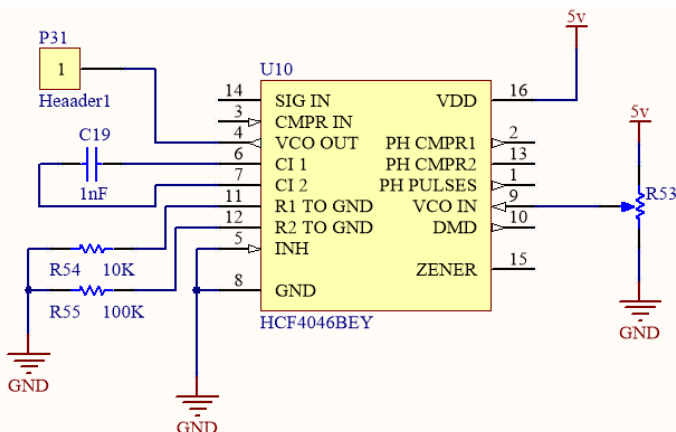 5v
P31
1
Heaader1
U10
14 SIG IN VDD 16
3 CMPR IN
4 VCO OUT PH CMPR1 2
6 CI 1 PH CMPR2 13
7 CI 2 PH PULSES 1
11 R1 TO GND VCO IN 9
12 R2 TO GND DMD 10
5 INH
ZENER 15
8 GND
HCF4046BEY
C19
1nF
R54 10K
R55 100K
GND
GND
5v
R53
GND